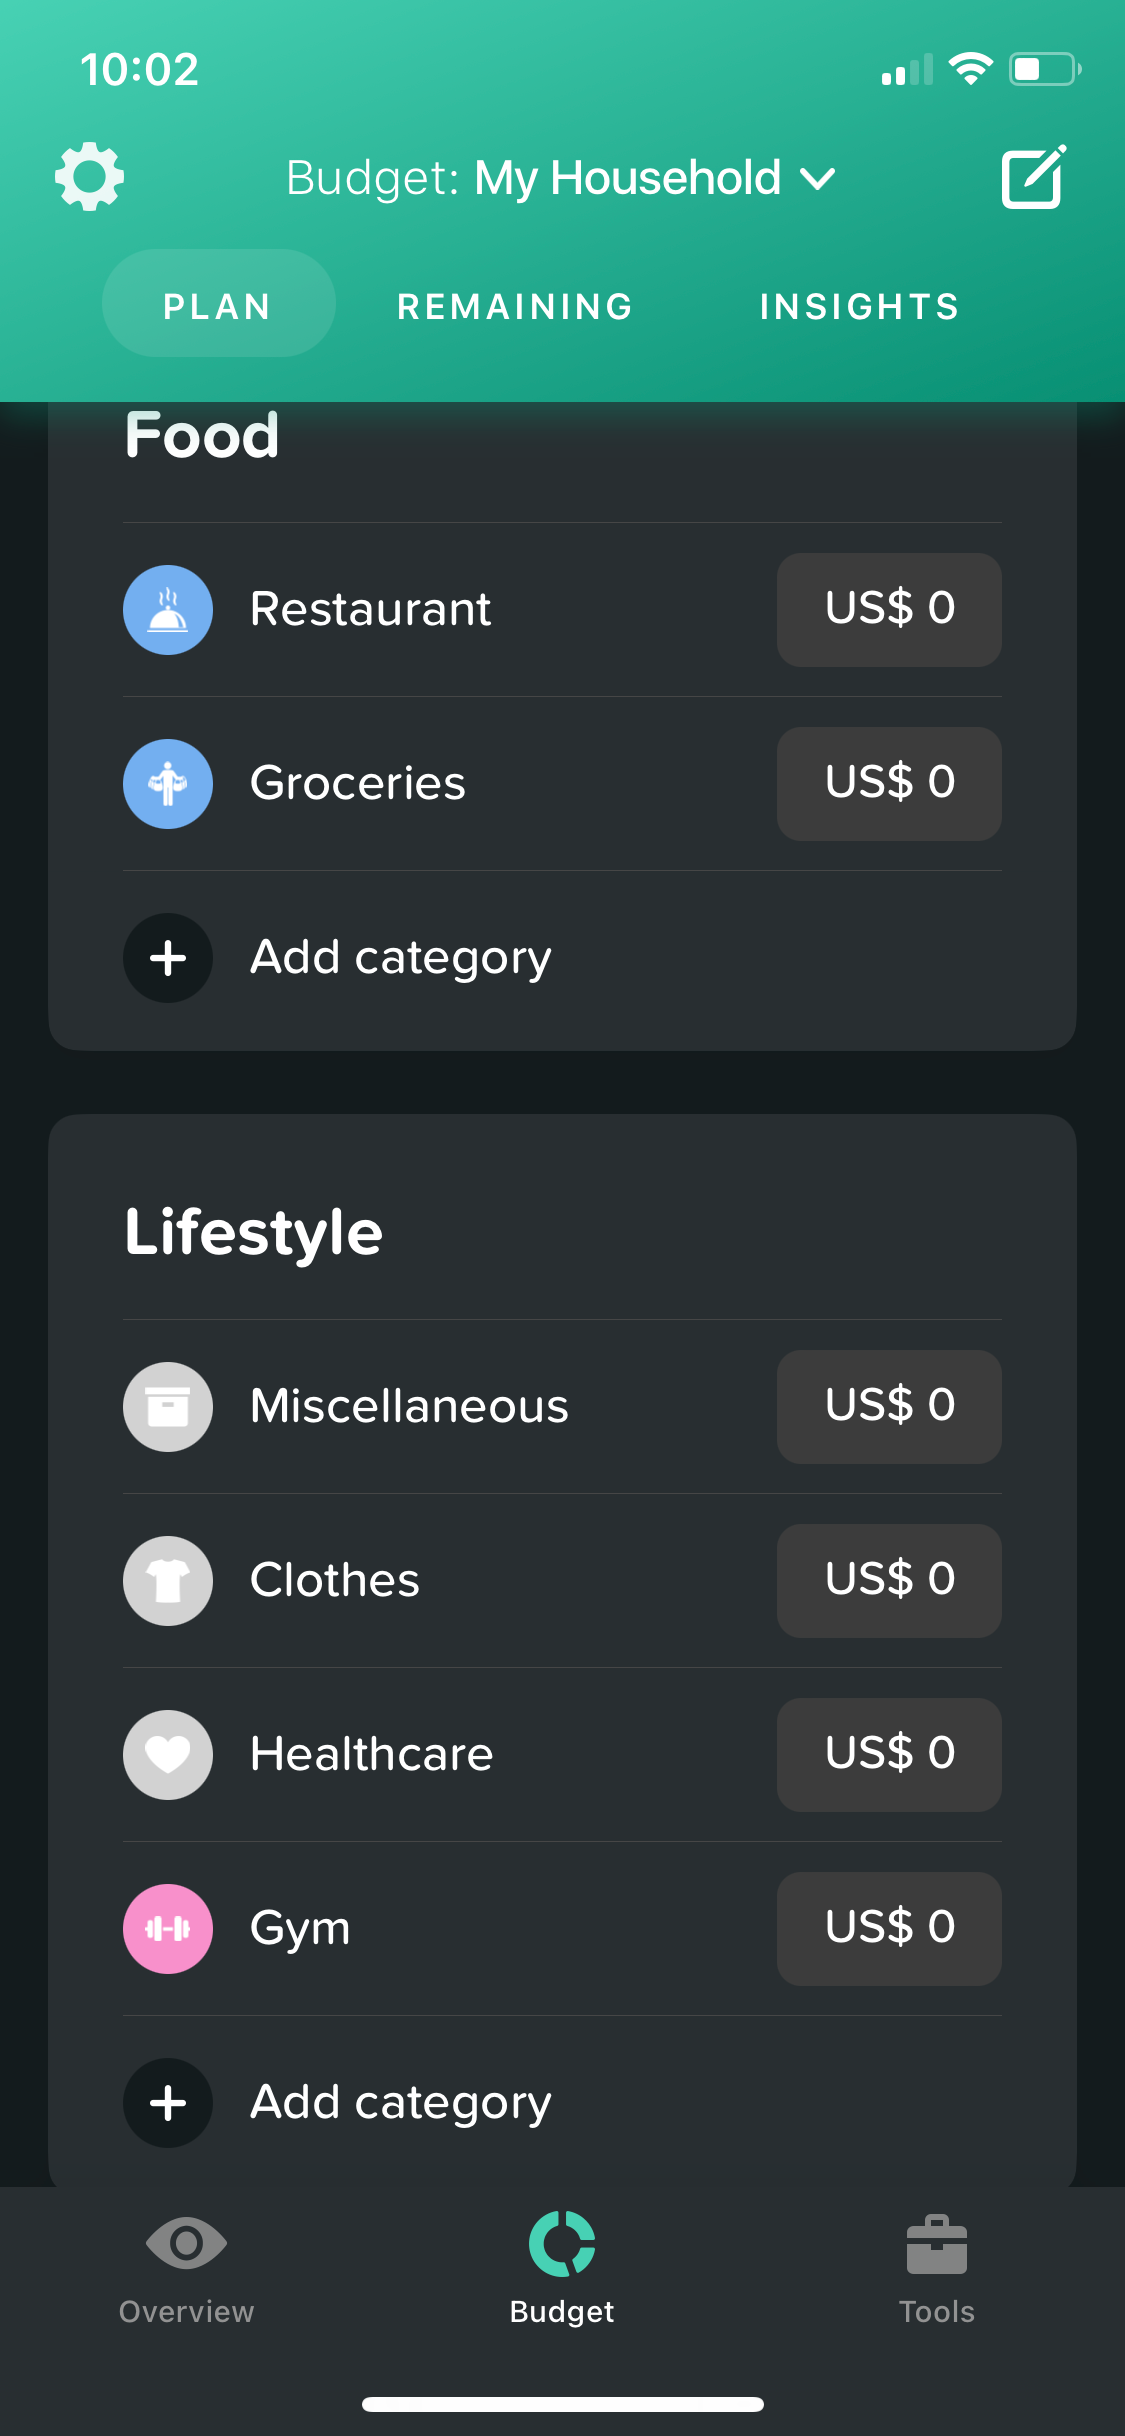 10:02
Budget: My Household
PLAN REMAINING INSIGHTS
Food
Restaurant US$ 0
Groceries US$ 0
Add category
Lifestyle
Miscellaneous US$ 0
Clothes US$ 0
Healthcare US$ 0
Gym US$ 0
Add category
Overview Budget Tools